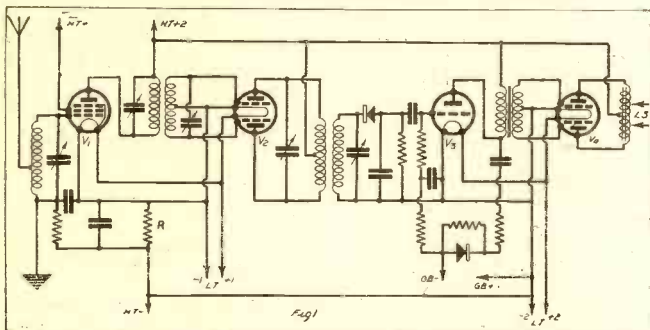 HT+
HT+2
V1
V2
V3
V4
LS
R
-1 LT +1
HT-
GB-
GB+
-2 LT +2
Fig 1